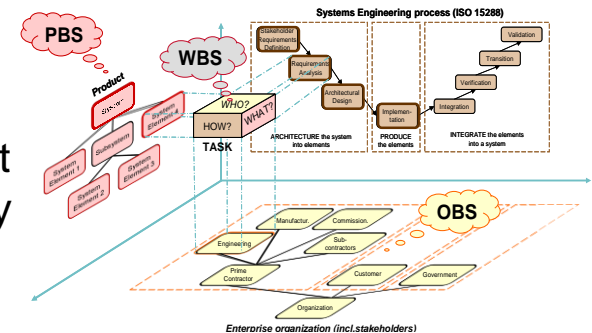 Systems Engineering process (ISO 15288)
PBS
WBS
Stakeholder
Requirements
Definition
Requirements
Analysis
Architectural
Design
Implemen-
tation
Integration
Verification
Transition
Validation
ARCHITECTURE the system
into elements
PRODUCE
the elements
INTEGRATE the elements
into a system
Product
System
Subsystem
System
Element 4
System
Element 1
System
Element 2
System
Element 3
WHO?
HOW?
WHAT?
TASK
t
y
OBS
Manufactur.
Commission.
Engineering
Sub-
contractors
Prime
Contractor
Customer
Government
Organization
Enterprise organization (incl.stakeholders)